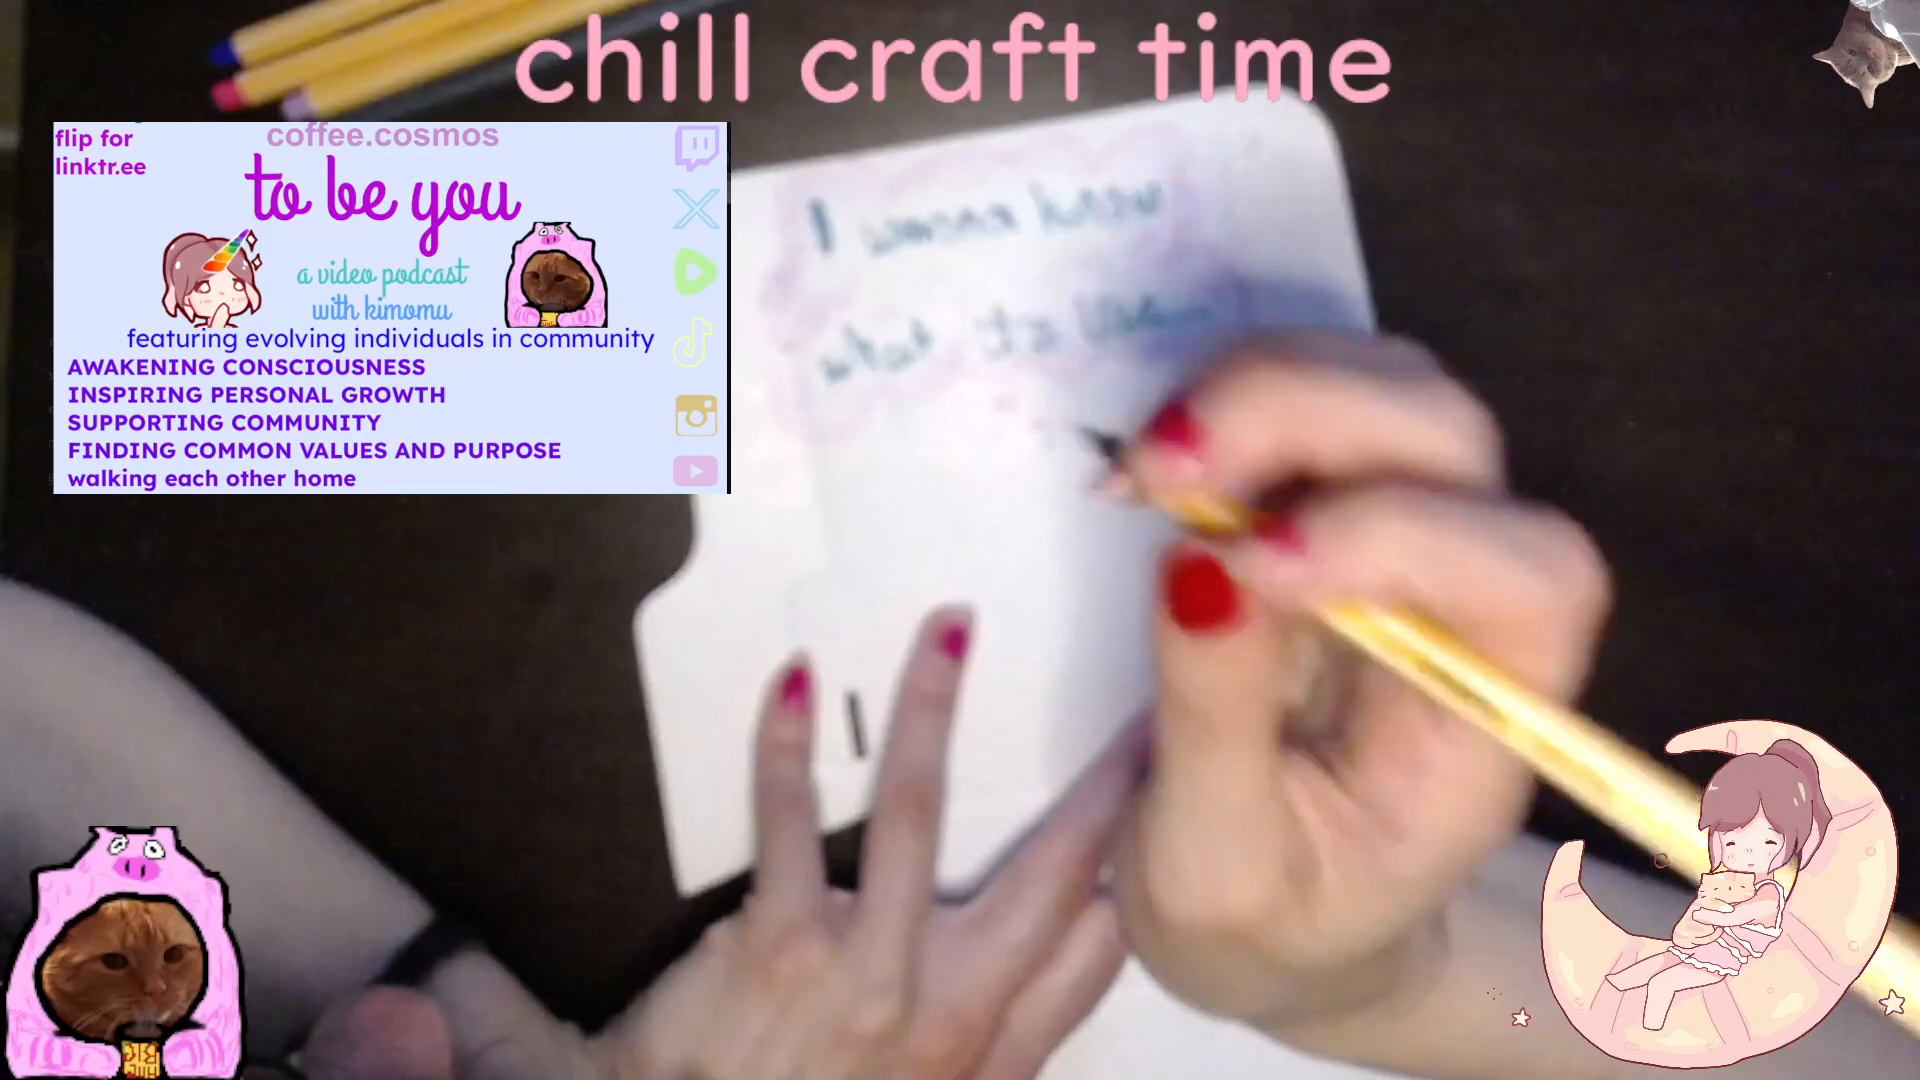 chill craft time
flip for
linktr.ee
coffee.cosmos
to be you
a video podcast
with kimomu
featuring evolving individuals in community
AWAKENING CONSCIOUSNESS
INSPIRING PERSONAL GROWTH
SUPPORTING COMMUNITY
FINDING COMMON VALUES AND PURPOSE
walking each other home
I wanna know
what